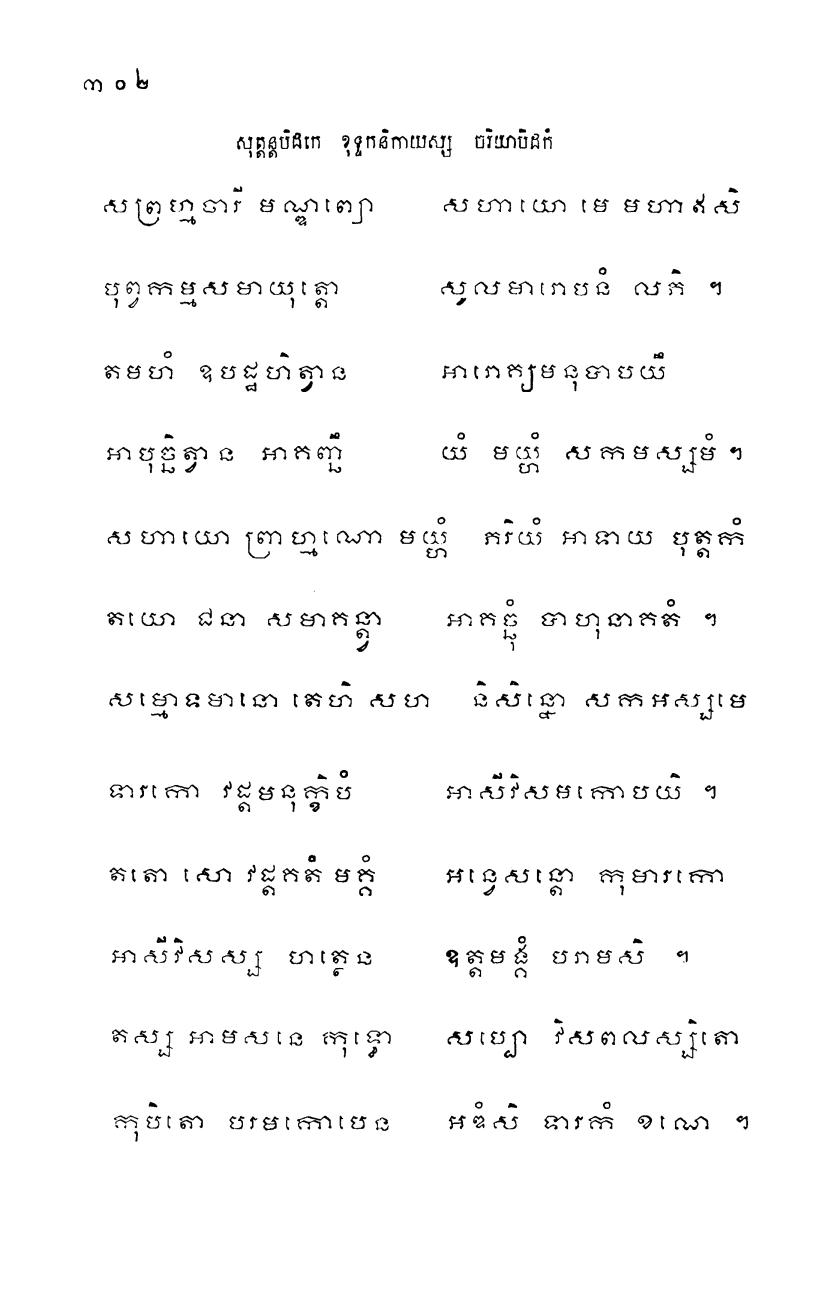 ៣០២
សុត្តន្តបិដកេ ខុទ្ទកនិកាយស្ស ចរិយាបិដកំ
សព្រហ្មចារី មណ្ឌព្យោ សហាយោ មេ មហាឥសិ
បុព្វកម្មសមាយុត្តោ សូលមារោបនំ លភិ ។
តមហំ ឧបដ្ឋហិត្វាន អារោគ្យមនុបាបយឹ
អាបុច្ឆិត្វាន អាគញ្ឆឹ យំ មយ្ហំ សកមស្សមំ ។
សហាយោ ព្រាហ្មណោ មយ្ហំ ភរិយំ អាទាយ បុត្តកំ
តយោ ជនា សមាគន្ត្វា អាគច្ឆុំ បាហុនាគតំ ។
សម្មោទមានោ តេហិ សហ និសិន្នោ សកអស្សមេ
ទារកោ វដ្តមនុក្ខិបំ អាសីវិសមកោបយិ ។
តតោ សោ វដ្តគតំ មគ្គំ អន្វេសន្តោ កុមារកោ
អាសីវិសស្ស ហត្ថេន ឧត្តមង្គំ បរាមសិ ។
តស្ស អាមសនេ កុទ្ធោ សប្បោ វិសពលស្សិតោ
កុបិតោ បរមកោបេន អឌំសិ ទារកំ ខណេ ។